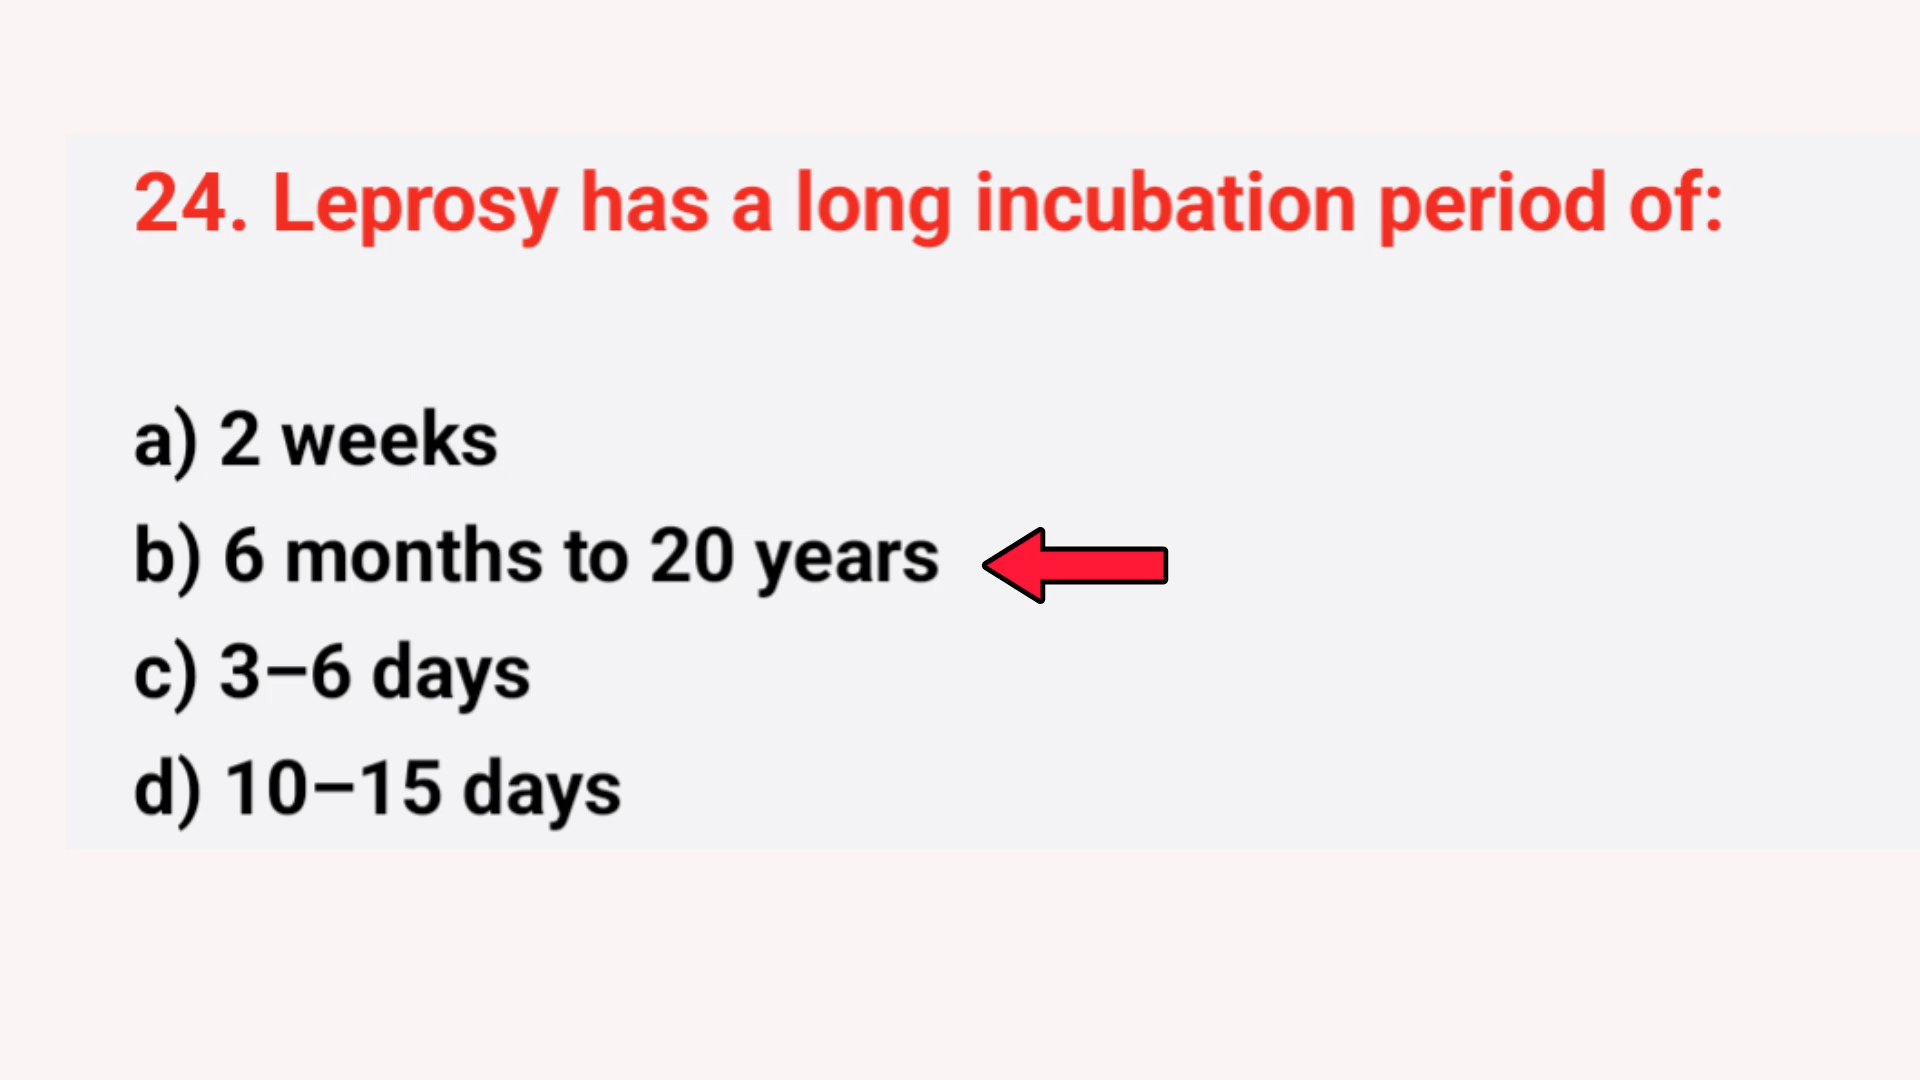 24. Leprosy has a long incubation period of:
a) 2 weeks
b) 6 months to 20 years
c) 3–6 days
d) 10–15 days